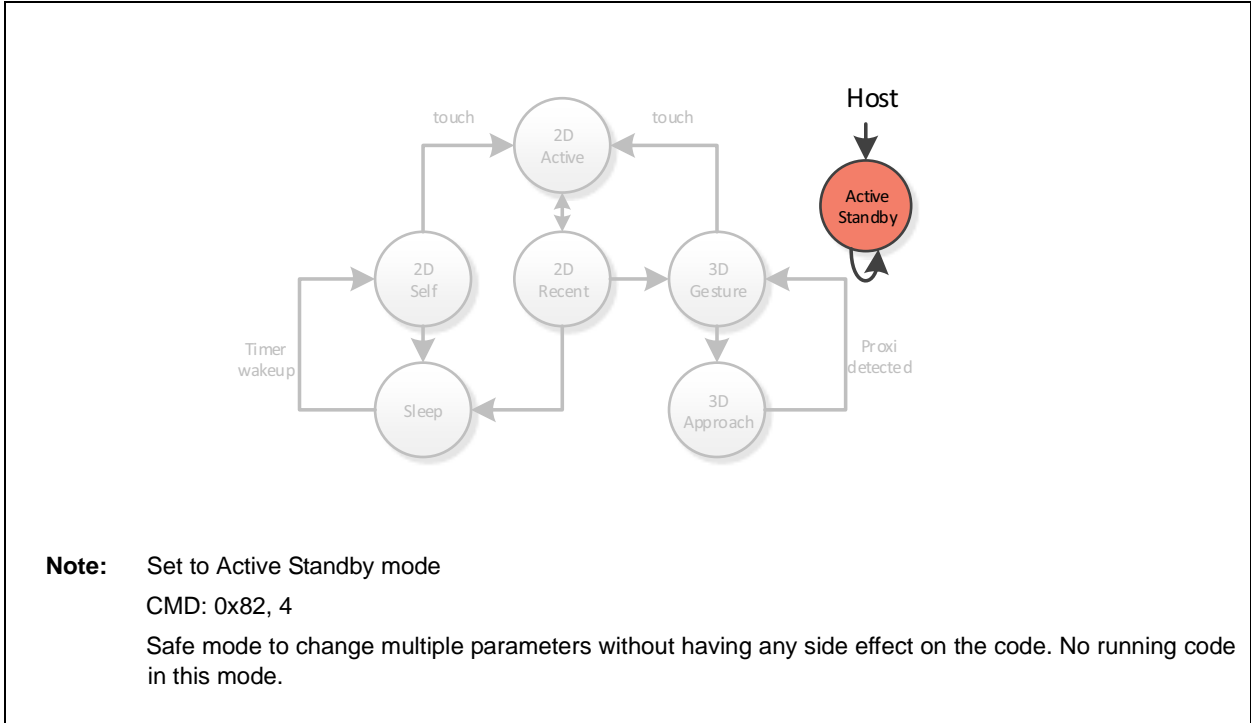 Host
touch
touch
2D
Active
Active
Standby
2D
Self
2D
Recent
3D
Gesture
Timer
wakeup
Proxi
detected
Sleep
3D
Approach
Note: Set to Active Standby mode
CMD: 0x82, 4
Safe mode to change multiple parameters without having any side effect on the code. No running code
in this mode.